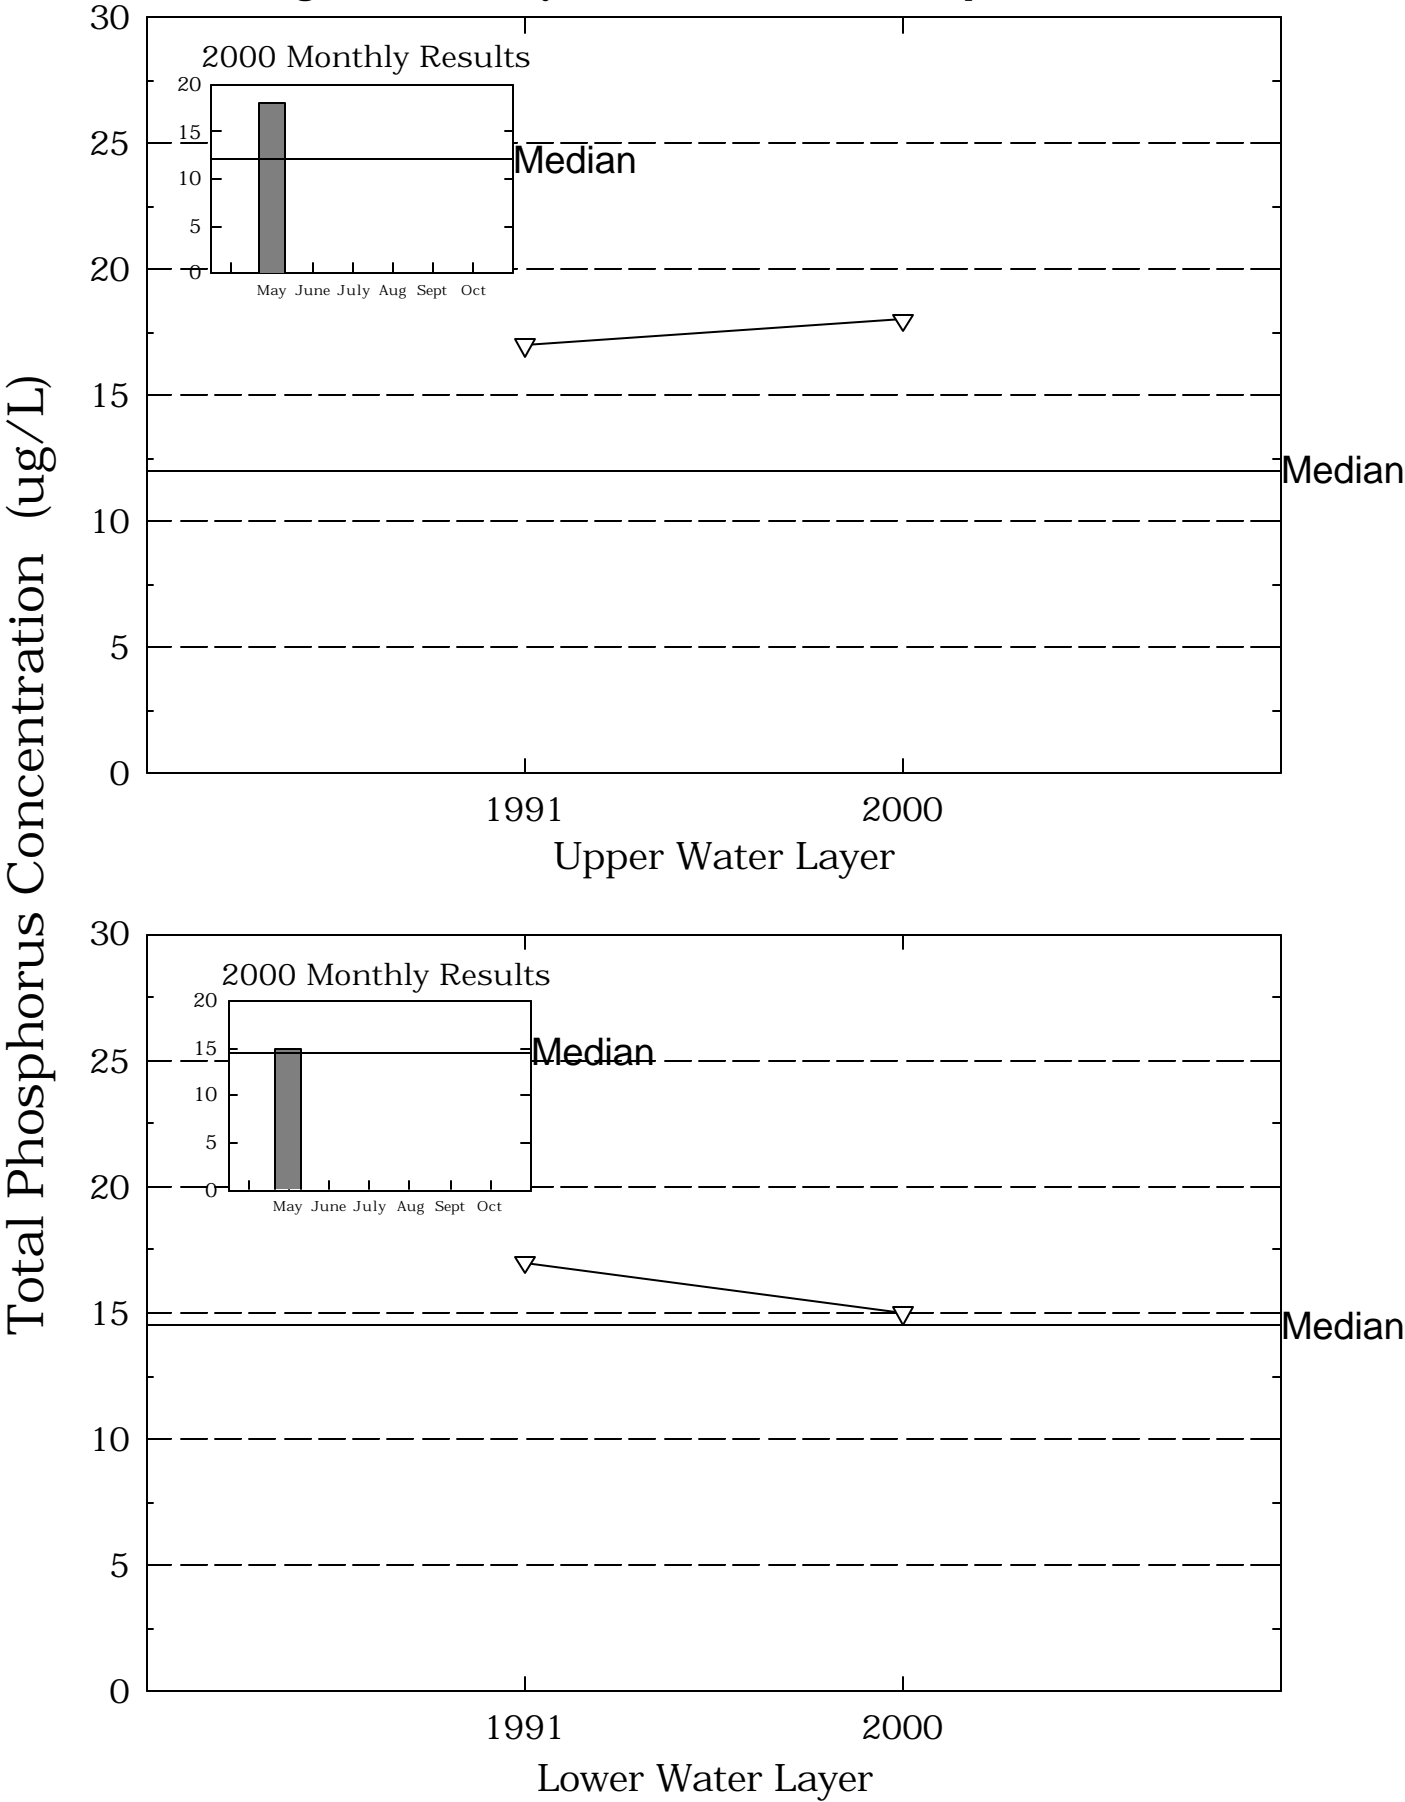 Total Phosphorus Concentration (ug/L)
30
25
20
15
10
5
0
2000 Monthly Results
20
15
10
5
0
May June July Aug Sept Oct
Median
Median
1991 2000
Upper Water Layer
30
25
20
15
10
5
0
2000 Monthly Results
20
15
10
5
0
May June July Aug Sept Oct
Median
Median
1991 2000
Lower Water Layer